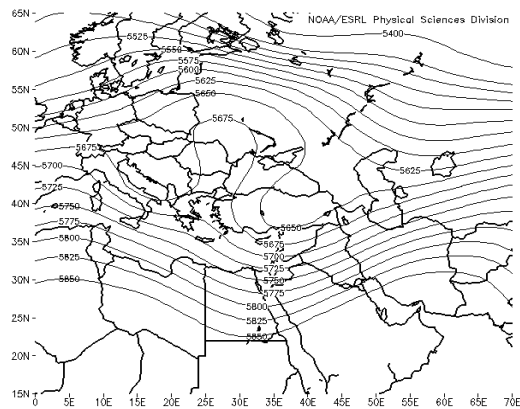 65N
NOAA/ESRL Physical Sciences Division
5525
5400
60N
5550
5575
5600
55N
5625
5650
5675
50N
5675
45N
5700
5625
5725
40N
5750
5775
5650
35N
5800
5675
5700
5825
5725
30N
5850
5750
5775
25N
5800
5825
5850
20N
15N
0
5E
10E
15E
20E
25E
30E
35E
40E
45E
50E
55E
60E
65E
70E